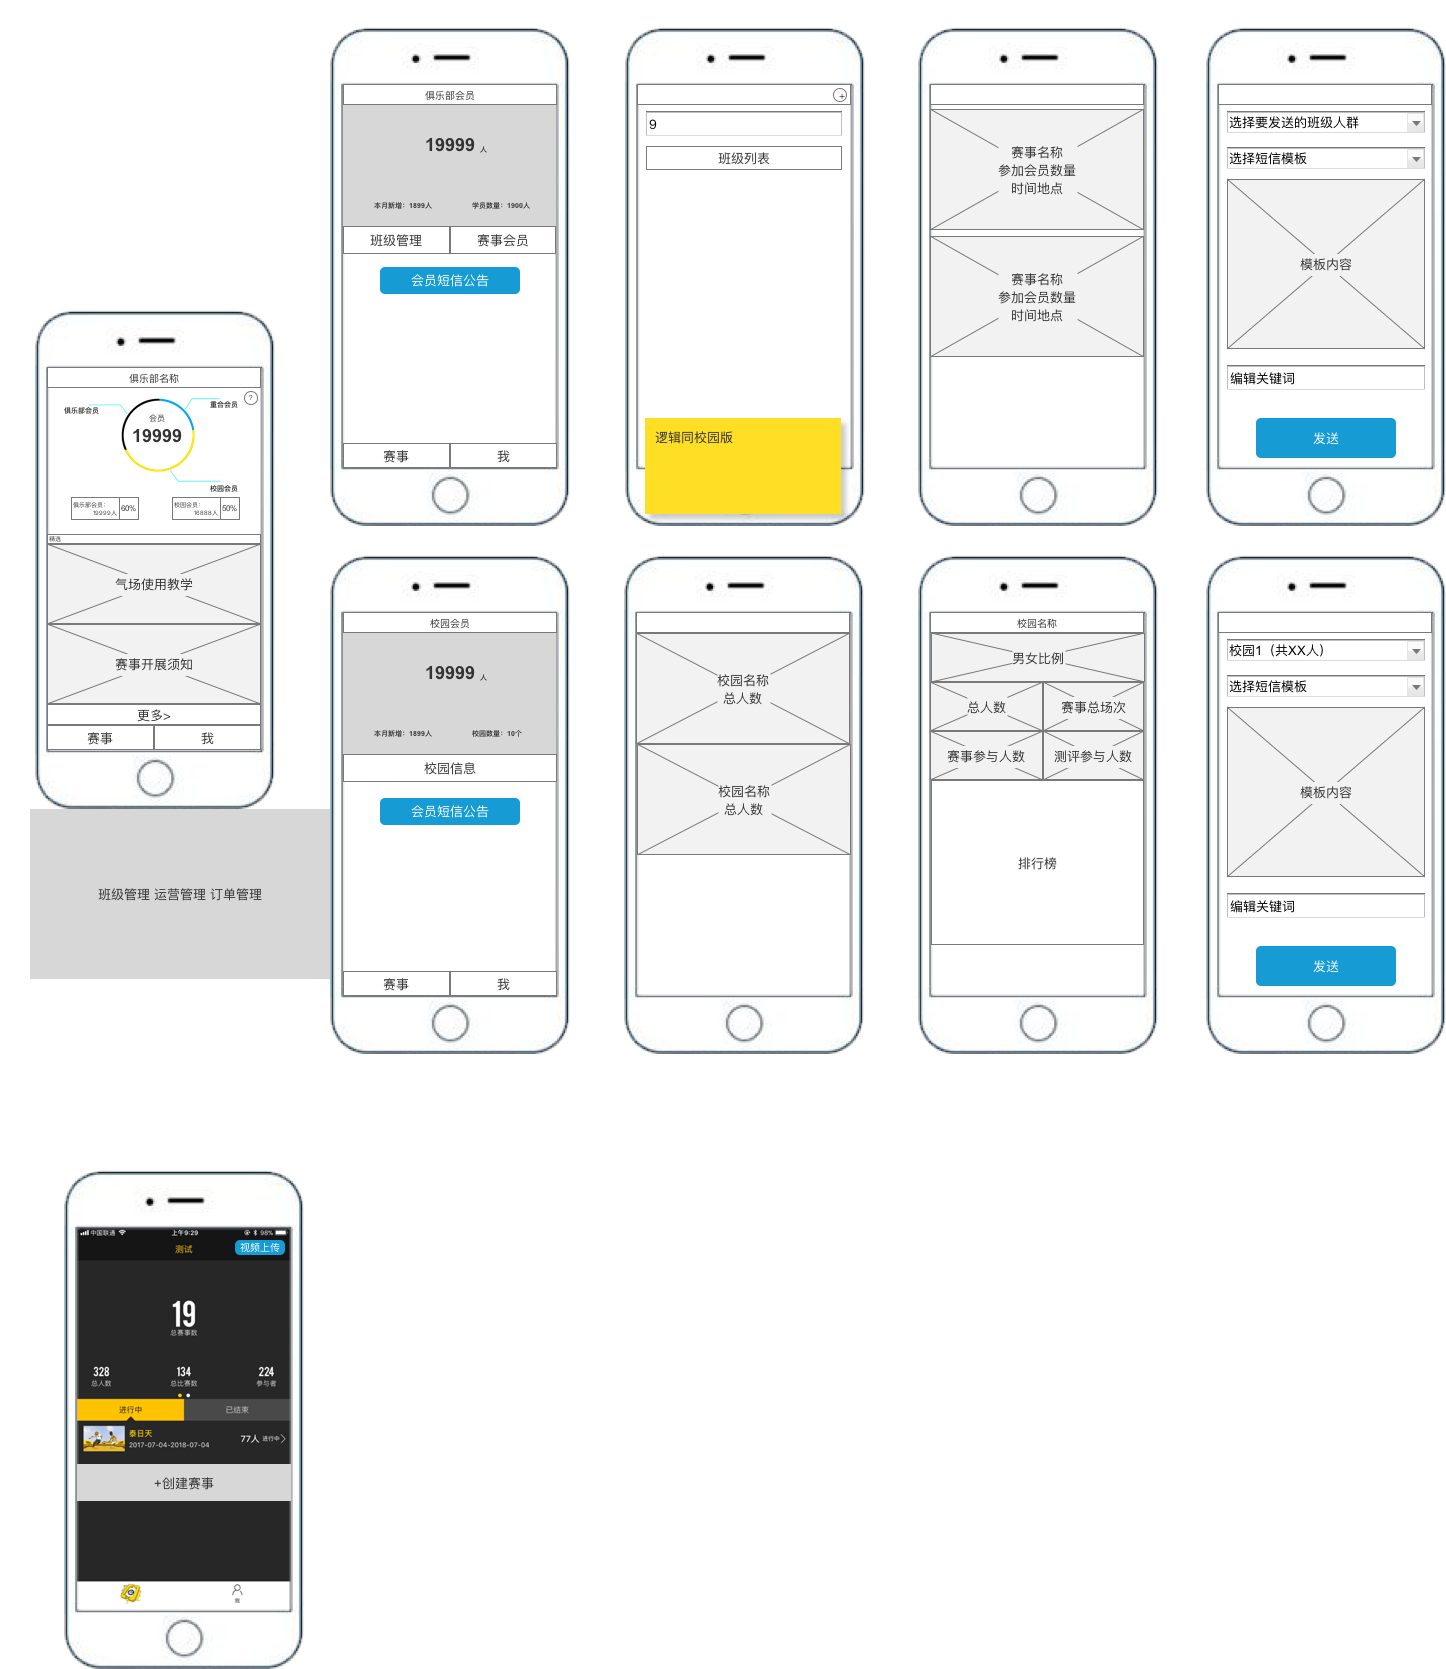 俱乐部会员
19999 人
本月新增：1899人
学员数量：1900人
班级管理
赛事会员
会员短信公告
赛事
我
+
9
班级列表
逻辑同校园版
赛事名称
参加会员数量
时间地点
赛事名称
参加会员数量
时间地点
选择要发送的班级人群
选择短信模板
模板内容
编辑关键词
发送
俱乐部名称
?
俱乐部会员
重合会员
会员
19999
校园会员
俱乐部会员：
19999人
60%
校园会员：
16888人
50%
精选
气场使用教学
赛事开展须知
更多>
赛事
我
班级管理 运营管理 订单管理
校园会员
19999 人
本月新增：1899人
校园数量：10个
校园信息
会员短信公告
赛事
我
校园名称
总人数
校园名称
总人数
校园名称
男女比例
总人数
赛事总场次
赛事参与人数
测评参与人数
排行榜
校园1（共XX人）
选择短信模板
模板内容
编辑关键词
发送
中国联通
上午9:29
98%
测试
视频上传
19
总赛事数
328
总人数
134
总比赛数
224
参与者
进行中
已结束
泰日天
2017-07-04-2018-07-04
77人 进行中
+创建赛事
我